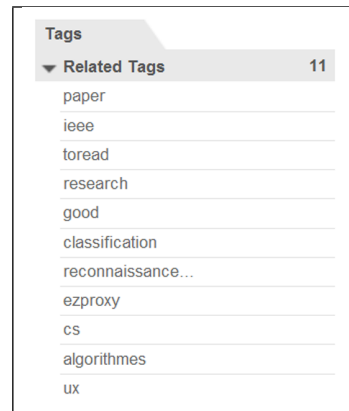 Tags
Related Tags 11
paper
ieee
toread
research
good
classification
reconnaissance...
ezproxy
cs
algorithmes
ux